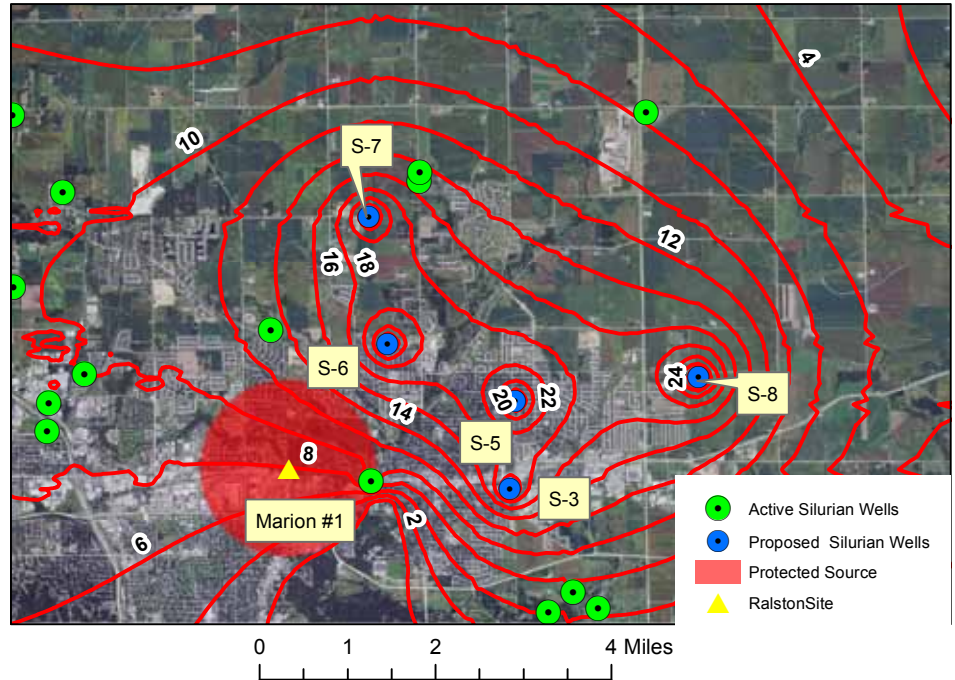 4
10
S-7
12
16
18
S-6
24
S-8
14
20
22
S-5
8
S-3
Marion #1
2
6
Active Silurian Wells
Proposed Silurian Wells
Protected Source
RalstonSite
0 1 2 4 Miles